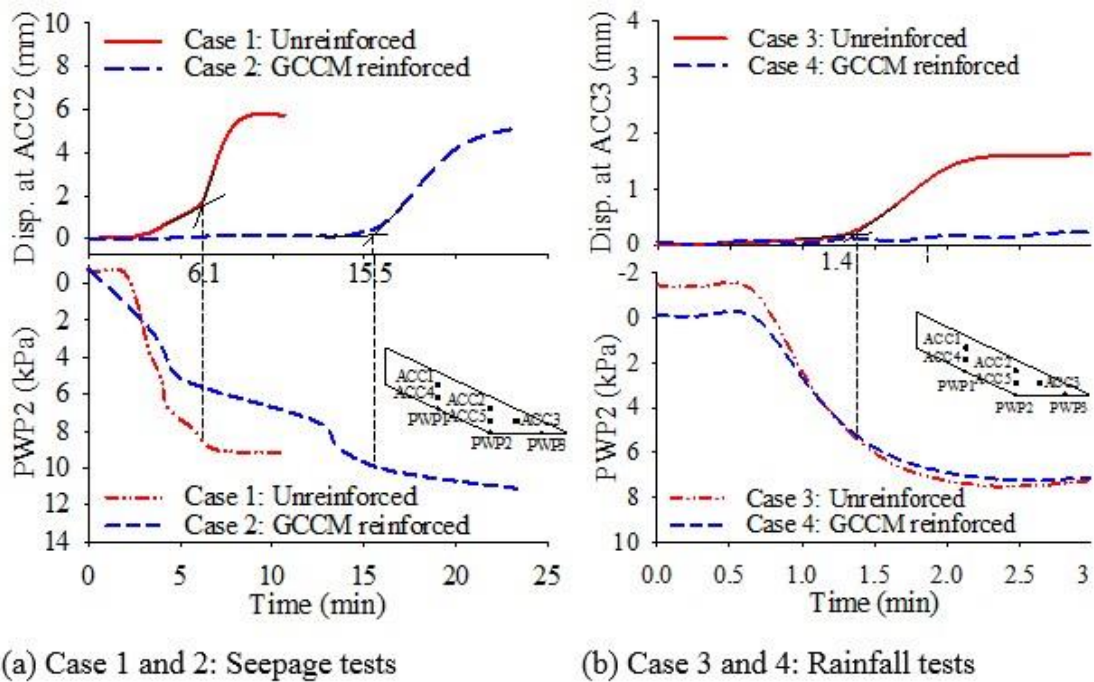 Disp. at ACC2 (mm)
10
8
6
4
2
0
Case 1: Unreinforced
Case 2: GCCM reinforced
6.1
15.5
PWP2 (kPa)
0
2
4
6
8
10
12
14
ACC1
ACC4
ACC2
PWP1
ACC5
ACC3
PWP2
PWP3
Case 1: Unreinforced
Case 2: GCCM reinforced
0 5 10 15 20 25
Time (min)
(a) Case 1 and 2: Seepage tests
Disp. at ACC3 (mm)
4
3
2
1
0
Case 3: Unreinforced
Case 4: GCCM reinforced
1.4
PWP2 (kPa)
-2
0
2
4
6
8
10
ACC1
ACC4
ACC2
PWP1
ACC5
ACC3
PWP2
PWP3
Case 3: Unreinforced
Case 4: GCCM reinforced
0.0 0.5 1.0 1.5 2.0 2.5 3
Time (min)
(b) Case 3 and 4: Rainfall tests